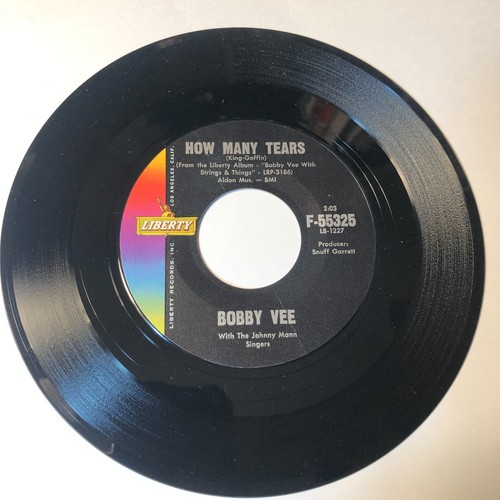 HOW MANY TEARS
(King-Goffin)
(From the Liberty Album - "Bobby Vee With
Strings & Things" - LRP-3186)
Aldon Mus. — BMI
LIBERTY
2:03
F-55325
LB-1227
Producer:
Snuff Garrett
BOBBY VEE
With The Johnny Mann
Singers
LIBERTY RECORDS, INC.
LOS ANGELES, CALIF.